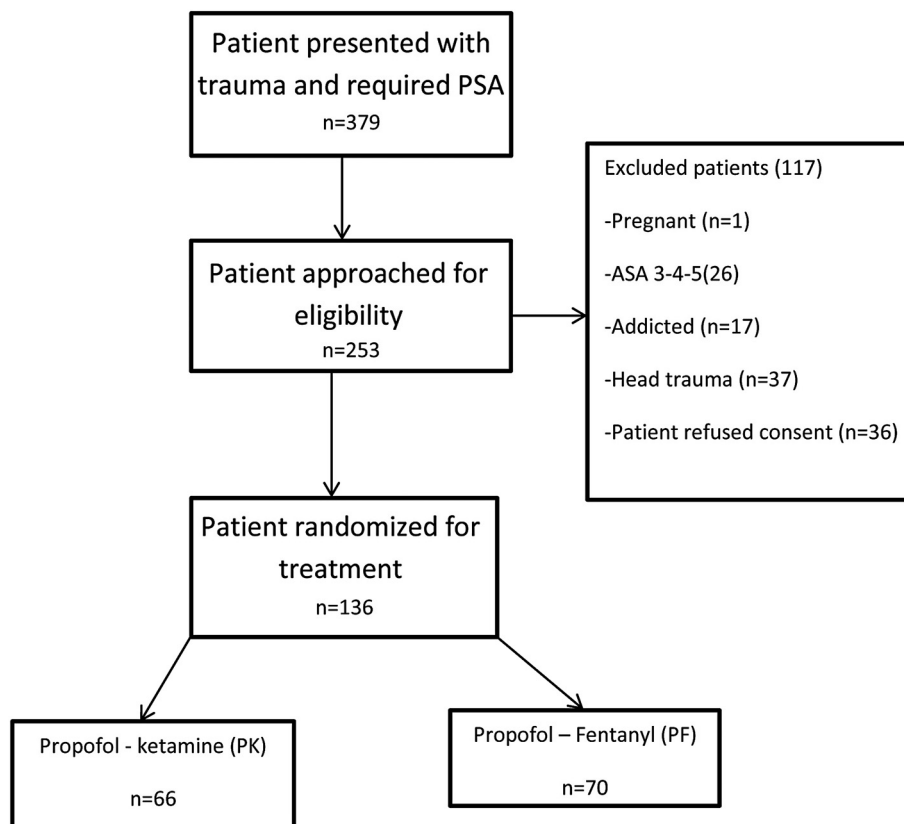 Patient presented with
trauma and required PSA
n=379
Excluded patients (117)
-Pregnant (n=1)
-ASA 3-4-5(26)
-Addicted (n=17)
-Head trauma (n=37)
-Patient refused consent (n=36)
Patient approached for
eligibility
n=253
Patient randomized for
treatment
n=136
Propofol - ketamine (PK)
n=66
Propofol – Fentanyl (PF)
n=70